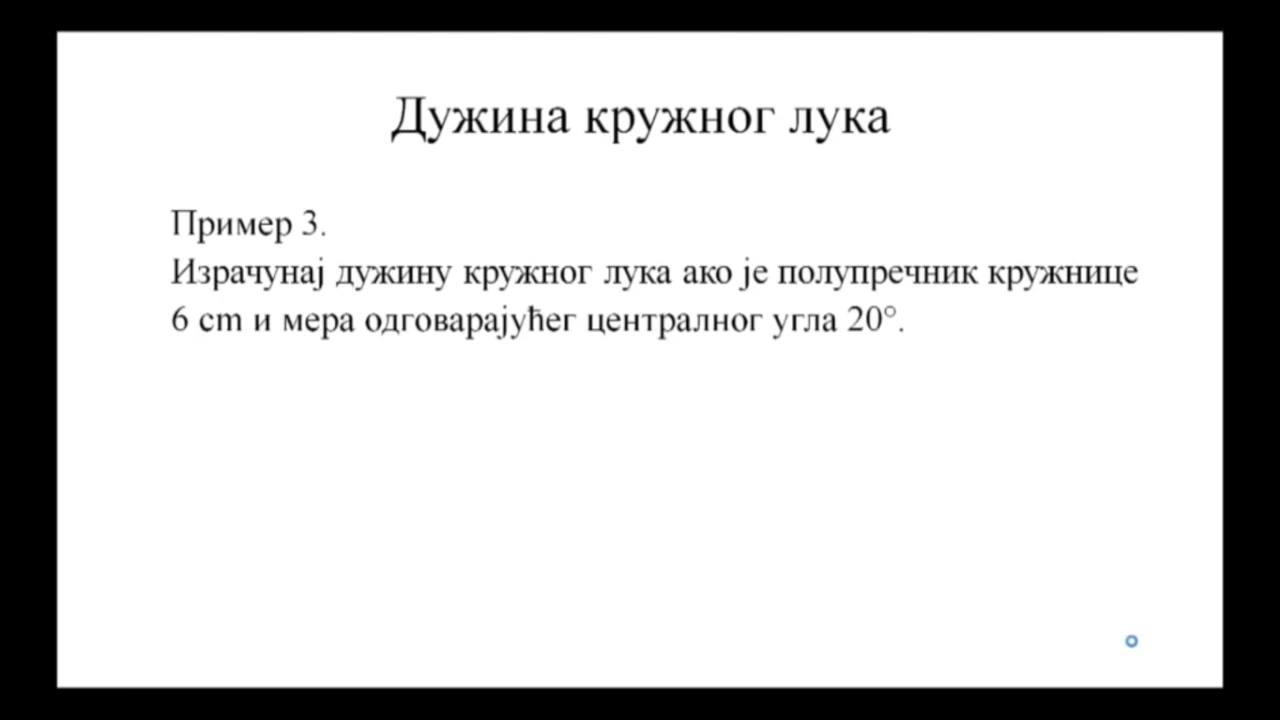 Дужина кружног лука
Пример 3.
Израчунај дужину кружног лука ако је полупречник кружнице
6 cm и мера одговарајућег централног угла 20°.